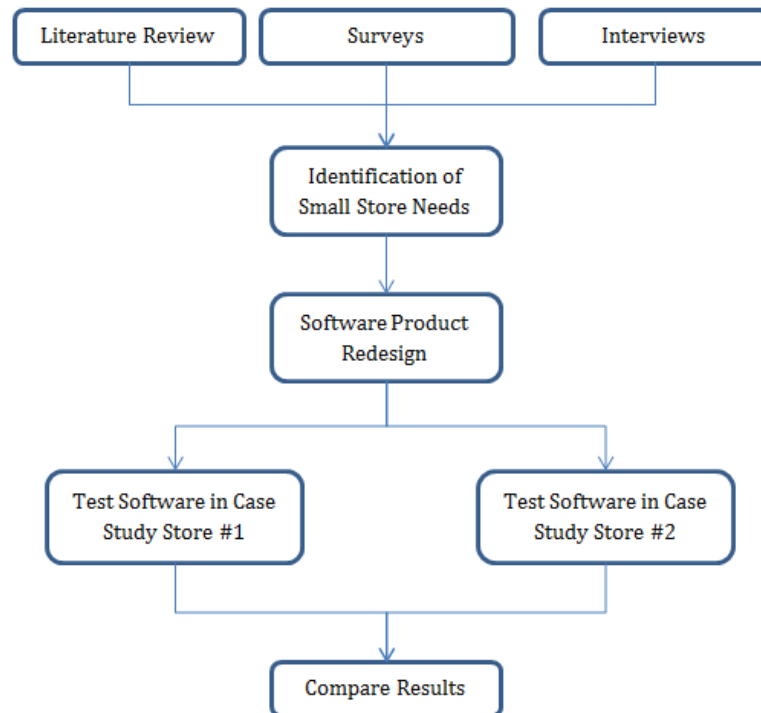 Literature Review
Surveys
Interviews
Identification of
Small Store Needs
Software Product
Redesign
Test Software in Case
Study Store #1
Test Software in Case
Study Store #2
Compare Results